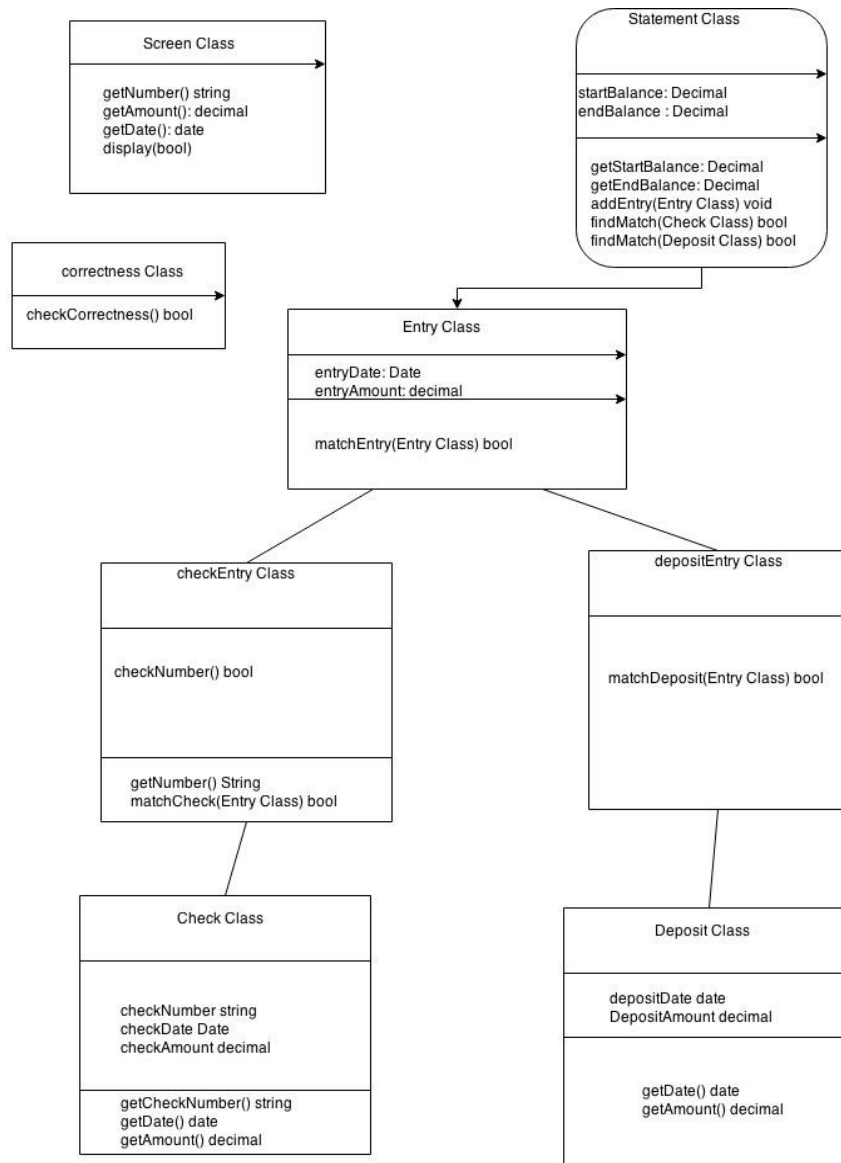 Screen Class
getNumber() string
getAmount(): decimal
getDate(): date
display(bool)
Statement Class
startBalance: Decimal
endBalance : Decimal
getStartBalance: Decimal
getEndBalance: Decimal
addEntry(Entry Class) void
findMatch(Check Class) bool
findMatch(Deposit Class) bool
correctness Class
checkCorrectness() bool
Entry Class
entryDate: Date
entryAmount: decimal
matchEntry(Entry Class) bool
checkEntry Class
checkNumber() bool
getNumber() String
matchCheck(Entry Class) bool
depositEntry Class
matchDeposit(Entry Class) bool
Check Class
checkNumber string
checkDate Date
checkAmount decimal
getCheckNumber() string
getDate() date
getAmount() decimal
Deposit Class
depositDate date
DepositAmount decimal
getDate() date
getAmount() decimal